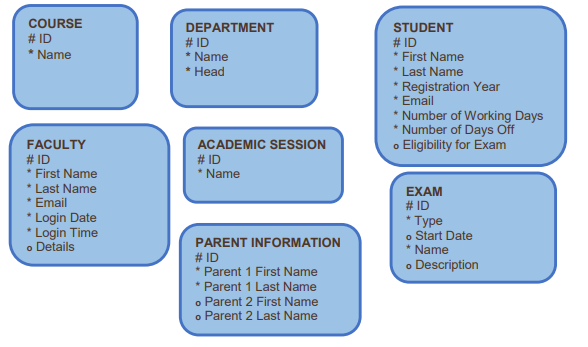 COURSE
# ID
* Name
DEPARTMENT
# ID
* Name
* Head
STUDENT
# ID
* First Name
* Last Name
* Registration Year
* Email
* Number of Working Days
* Number of Days Off
o Eligibility for Exam
FACULTY
# ID
* First Name
* Last Name
* Email
* Login Date
* Login Time
o Details
ACADEMIC SESSION
# ID
* Name
EXAM
# ID
* Type
o Start Date
* Name
o Description
PARENT INFORMATION
# ID
* Parent 1 First Name
* Parent 1 Last Name
o Parent 2 First Name
o Parent 2 Last Name